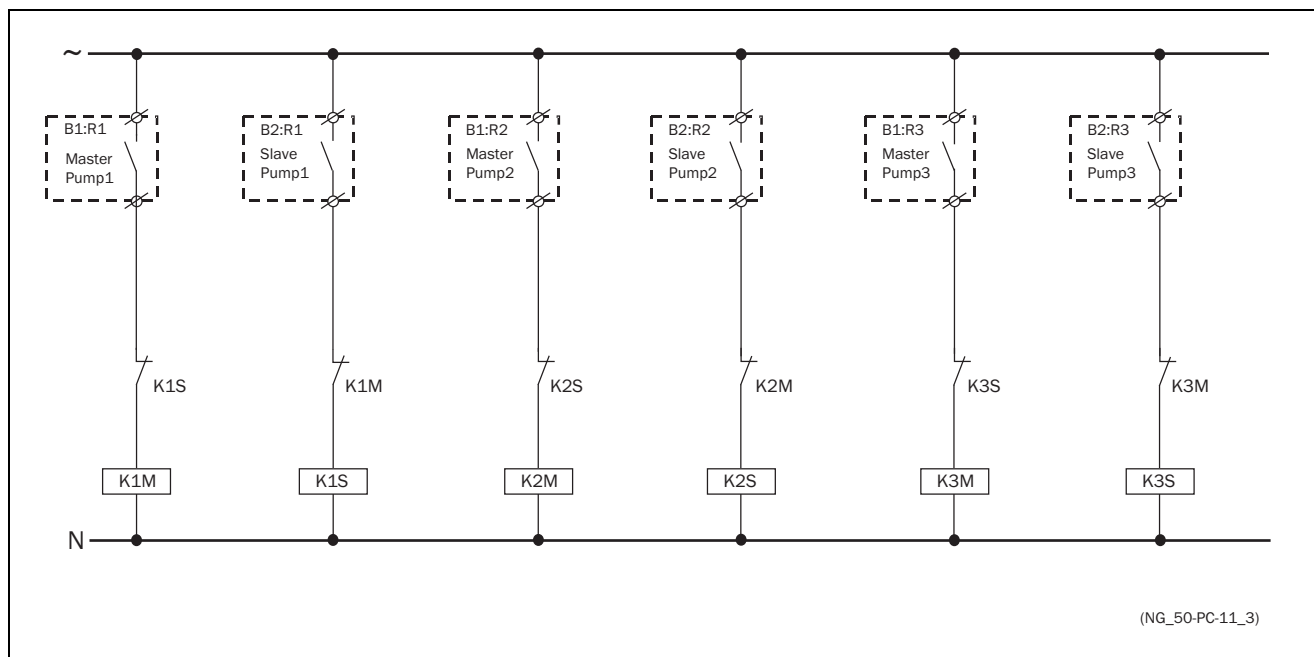 ~
B1:R1
Master
Pump1
B2:R1
Slave
Pump1
B1:R2
Master
Pump2
B2:R2
Slave
Pump2
B1:R3
Master
Pump3
B2:R3
Slave
Pump3
K1S
K1M
K2S
K2M
K3S
K3M
K1M
K1S
K2M
K2S
K3M
K3S
N
(NG_50-PC-11_3)